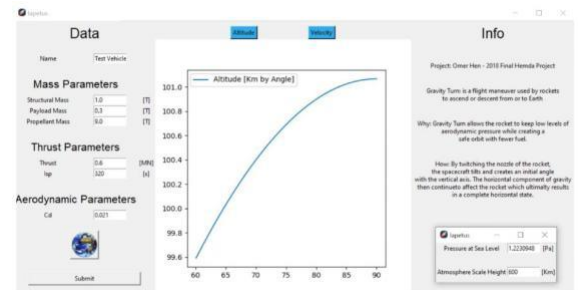 Iapetus
Data
Name
Test Vehicle
Mass Parameters
Structural Mass 1.0 [T]
Payload Mass 0.3 [T]
Propellant Mass 9.0 [T]
Thrust Parameters
Thrust 0.6 [MN]
Isp 320 [s]
Aerodynamic Parameters
Cd 0.021
Submit
Altitude
Velocity
Altitude [Km by Angle]
101.0
100.8
100.6
100.4
100.2
100.0
99.8
99.6
60 65 70 75 80 85 90
Info
Project: Omer Hen - 2018 Final Hemda Project
Gravity Turn is a flight maneuver used by rockets
to ascend or descent from or to Earth
Why: Gravity Turn allows the rocket to keep low levels of
aerodynamic pressure while creating a
safe orbit with fewer fuel.
How: By twitching the nozzle of the rocket,
the spacecraft tilts and creates an initial angle
with the vertical axis. The horizontal component of gravity
then continueto affect the rocket which ultimally results
in a complete horizontal state.
Iapetus
Pressure at Sea Level 1.2230948 [Pa]
Atmosphere Scale Height 600 [Km]